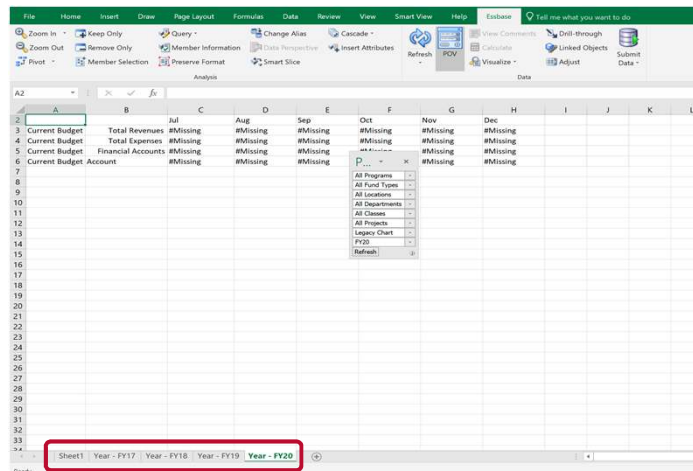 File Home Insert Draw Page Layout Formulas Data Review View Smart View Help Essbase Tell me what you want to do
Zoom In Keep Only Query Change Alias Cascade View Comments Drill-through
Zoom Out Remove Only Member Information Data Perspective Insert Attributes Refresh POV Calculate Linked Objects Submit
Pivot Member Selection Preserve Format Smart Slice Visualize Adjust Data
Analysis Data
A2 fx
A B C D E F G H I J K L
2 Jul Aug Sep Oct Nov Dec
3 Current Budget Total Revenues #Missing #Missing #Missing #Missing #Missing #Missing
4 Current Budget Total Expenses #Missing #Missing #Missing #Missing #Missing #Missing
5 Current Budget Financial Accounts #Missing #Missing #Missing #Missing #Missing #Missing
6 Current Budget Account #Missing #Missing #Missing #Missing #Missing
7
8
9
10
11
12
13
14
15
16
17
18
19
20
21
22
23
24
25
26
27
28
29
30
31
32
33
P... ×
All Programs
All Fund Types
All Locations
All Departments
All Classes
All Projects
Legacy Chart
FY20
Refresh
Sheet1 Year - FY17 Year - FY18 Year - FY19 Year - FY20